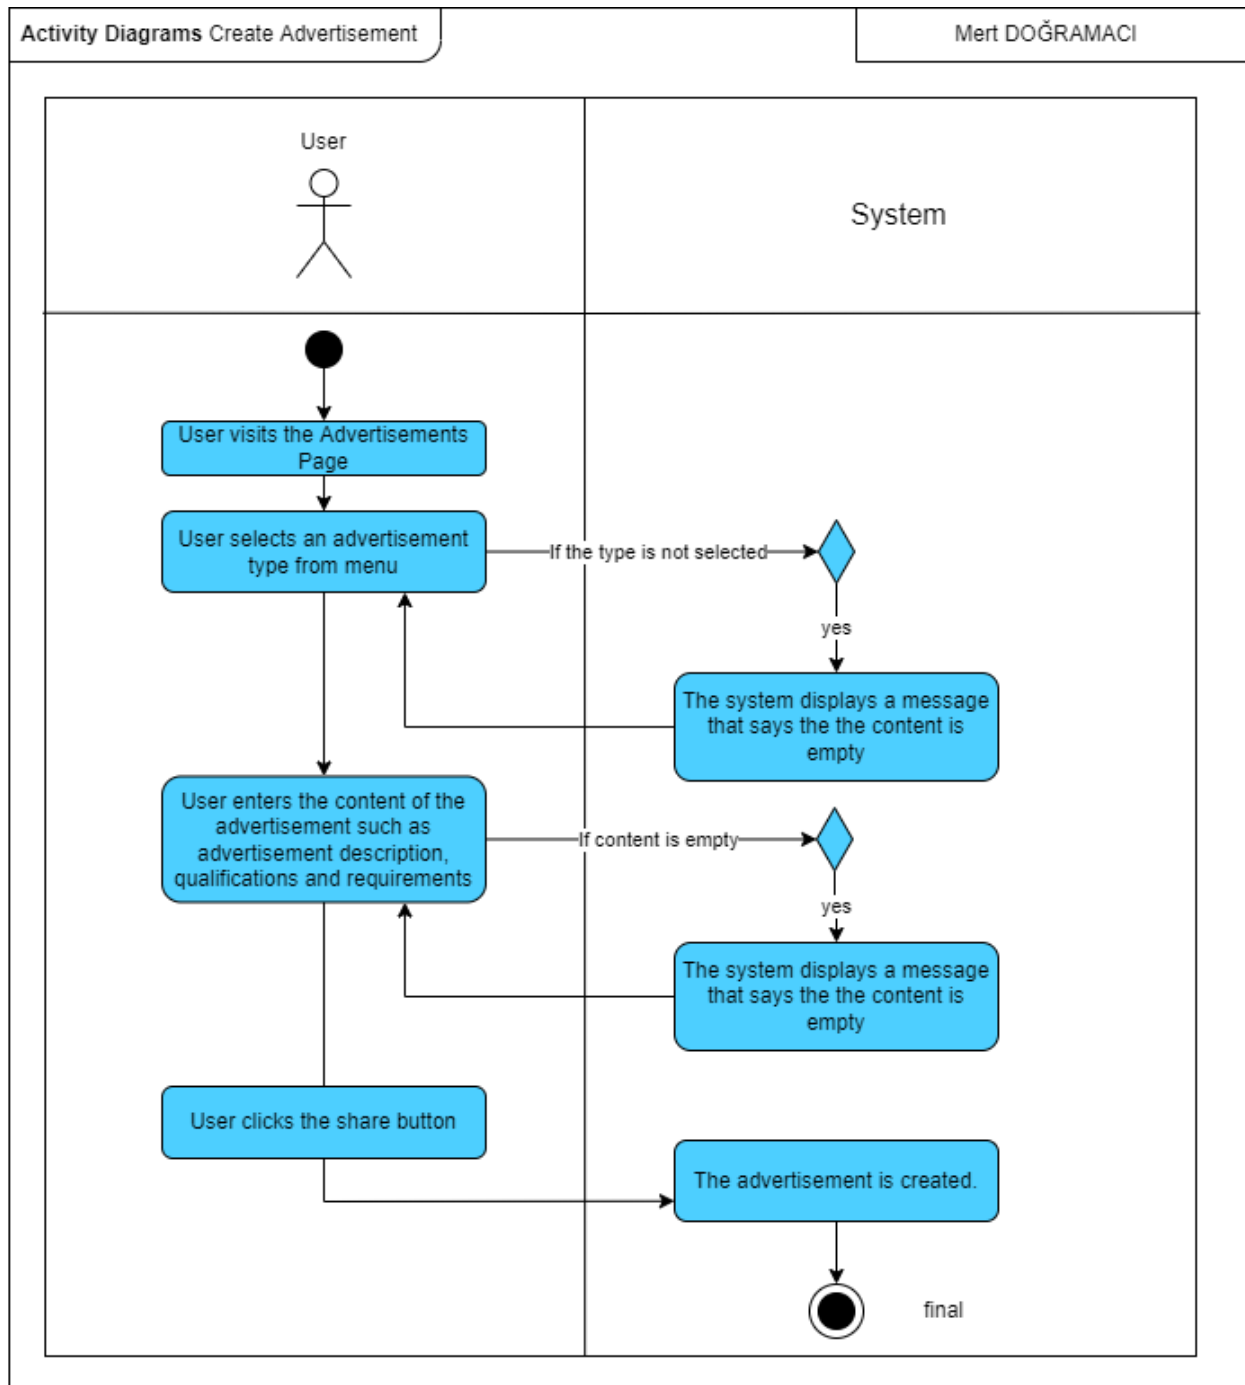 Activity Diagrams Create Advertisement
Mert DOĞRAMACI
User
System
User visits the Advertisements
Page
User selects an advertisement
type from menu
If the type is not selected
yes
The system displays a message
that says the the content is
empty
User enters the content of the
advertisement such as
advertisement description,
qualifications and requirements
If content is empty
yes
The system displays a message
that says the the content is
empty
User clicks the share button
The advertisement is created.
final